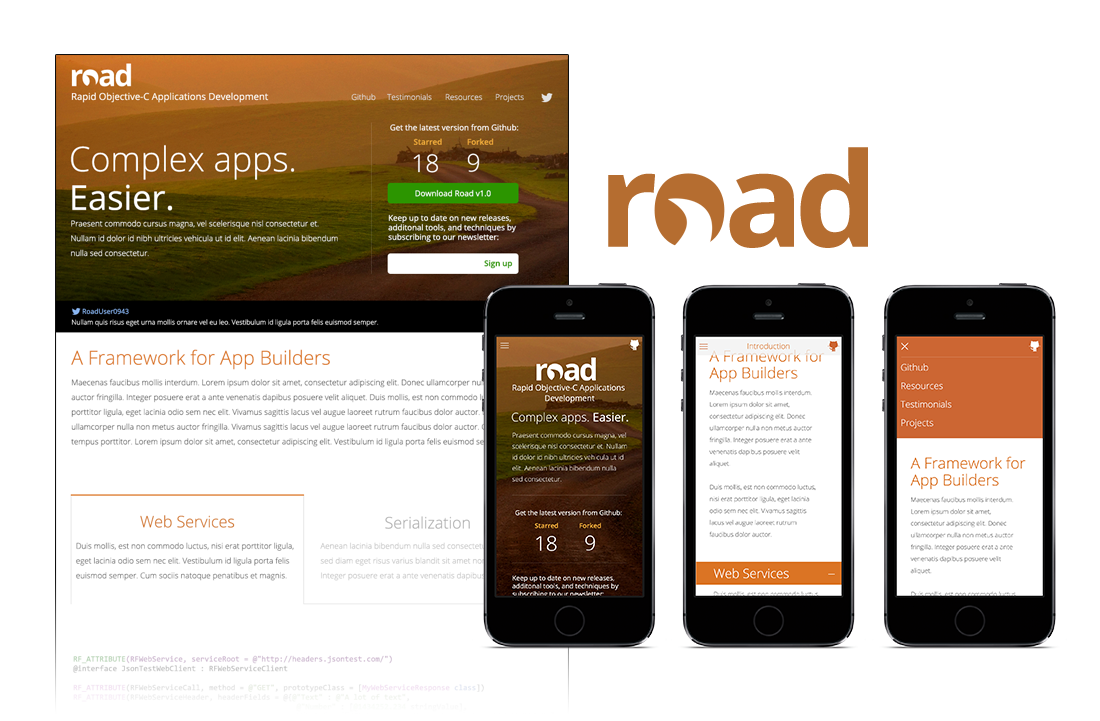 road
Rapid Objective-C Applications Development
Github Testimonials Resources Projects
Complex apps.
Easier.
Praesent commodo cursus magna, vel scelerisque nisl consectetur et.
Nullam id dolor id nibh ultricies vehicula ut id elit. Aenean lacinia bibendum
nulla sed consectetur.
Get the latest version from Github:
Starred Forked
18 9
Download Road v1.0
Keep up to date on new releases,
additonal tools, and techniques by
subscribing to our newsletter:
Sign up
RoadUser0943
Nullam quis risus eget urna mollis ornare vel eu leo. Vestibulum id ligula porta felis euismod semper.
A Framework for App Builders
Maecenas faucibus mollis interdum. Lorem ipsum dolor sit amet, consectetur adipiscing elit. Donec ullamcorper
auctor fringilla. Integer posuere erat a ante venenatis dapibus posuere velit aliquet. Duis mollis, est non commodo
porttitor ligula, eget lacinia odio sem nec elit. Vivamus sagittis lacus vel augue laoreet rutrum faucibus dolor auctor.
ullamcorper nulla non metus auctor fringilla. Vivamus sagittis lacus vel augue laoreet rutrum faucibus dolor
tempus porttitor. Lorem ipsum dolor sit amet, consectetur adipiscing elit. Vestibulum id ligula porta felis euismod
Web Services
Duis mollis, est non commodo luctus, nisi erat porttitor ligula,
eget lacinia odio sem nec elit. Vestibulum id ligula porta felis
euismod semper. Cum sociis natoque penatibus et magnis.
Serialization
Aenean lacinia bibendum nulla sed
sed diam eget risus varius blandit sit amet
Integer posuere erat a ante venenatis
RF_ATTRIBUTE(RFWebService, serviceRoot = @"http://headers.jsontest.com/")
@interface JsonTestWebClient : RFWebServiceClient
RF_ATTRIBUTE(RFWebServiceCall, method = @"GET", prototypeClass = [MyWebServiceResponse class])
road
road
Rapid Objective-C Applications
Development
Complex apps. Easier.
Praesent commodo cursus magna, vel
scelerisque nisl consectetur et. Nullam
id dolor id nibh ultricies vehicula ut id
elit. Aenean lacinia bibendum nulla
sed consectetur.
Get the latest version from Github:
Starred Forked
18 9
Keep up to date on new releases,
additonal tools, and techniques by
subscribing to our newsletter:
Introduction
A Framework for
App Builders
Maecenas faucibus mollis interdum.
Lorem ipsum dolor sit amet,
consectetur adipiscing elit. Donec
ullamcorper nulla non metus auctor
fringilla. Integer posuere erat a ante
venenatis dapibus posuere velit
aliquet.
Duis mollis, est non commodo luctus,
nisi erat porttitor ligula, eget lacinia
odio sem nec elit. Vivamus sagittis
lacus vel augue laoreet rutrum
faucibus dolor auctor.
Web Services –
Duis mollis, est non commodo luctus,
Github
Resources
Testimonials
Projects
A Framework for
App Builders
Maecenas faucibus mollis interdum.
Lorem ipsum dolor sit amet,
consectetur adipiscing elit. Donec
ullamcorper nulla non metus auctor
fringilla. Integer posuere erat a ante
venenatis dapibus posuere velit
aliquet.